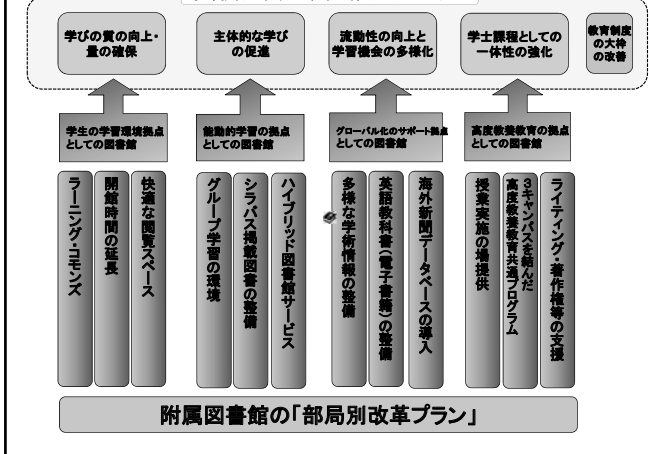 学びの質の向上・
量の確保
主体的な学び
の促進
流動性の向上と
学習機会の多様化
学士課程としての
一体性の強化
教育制度
の大枠
の改善
学生の学習環境拠点
としての図書館
能動的学習の拠点
としての図書館
グローバル化のサポート拠点
としての図書館
高度教養教育の拠点
としての図書館
ラーニング・コモンズ
開館時間の延長
快適な閲覧スペース
グループ学習の環境
シラバス掲載図書の整備
ハイブリッド図書館サービス
多様な学術情報の整備
英語教科書(電子書籍)の整備
海外新聞データベースの導入
授業実施の場提供
3キャンパスを結んだ
高度教養教育共通プログラム
ライティング・著作権等の支援
附属図書館の「部局別改革プラン」